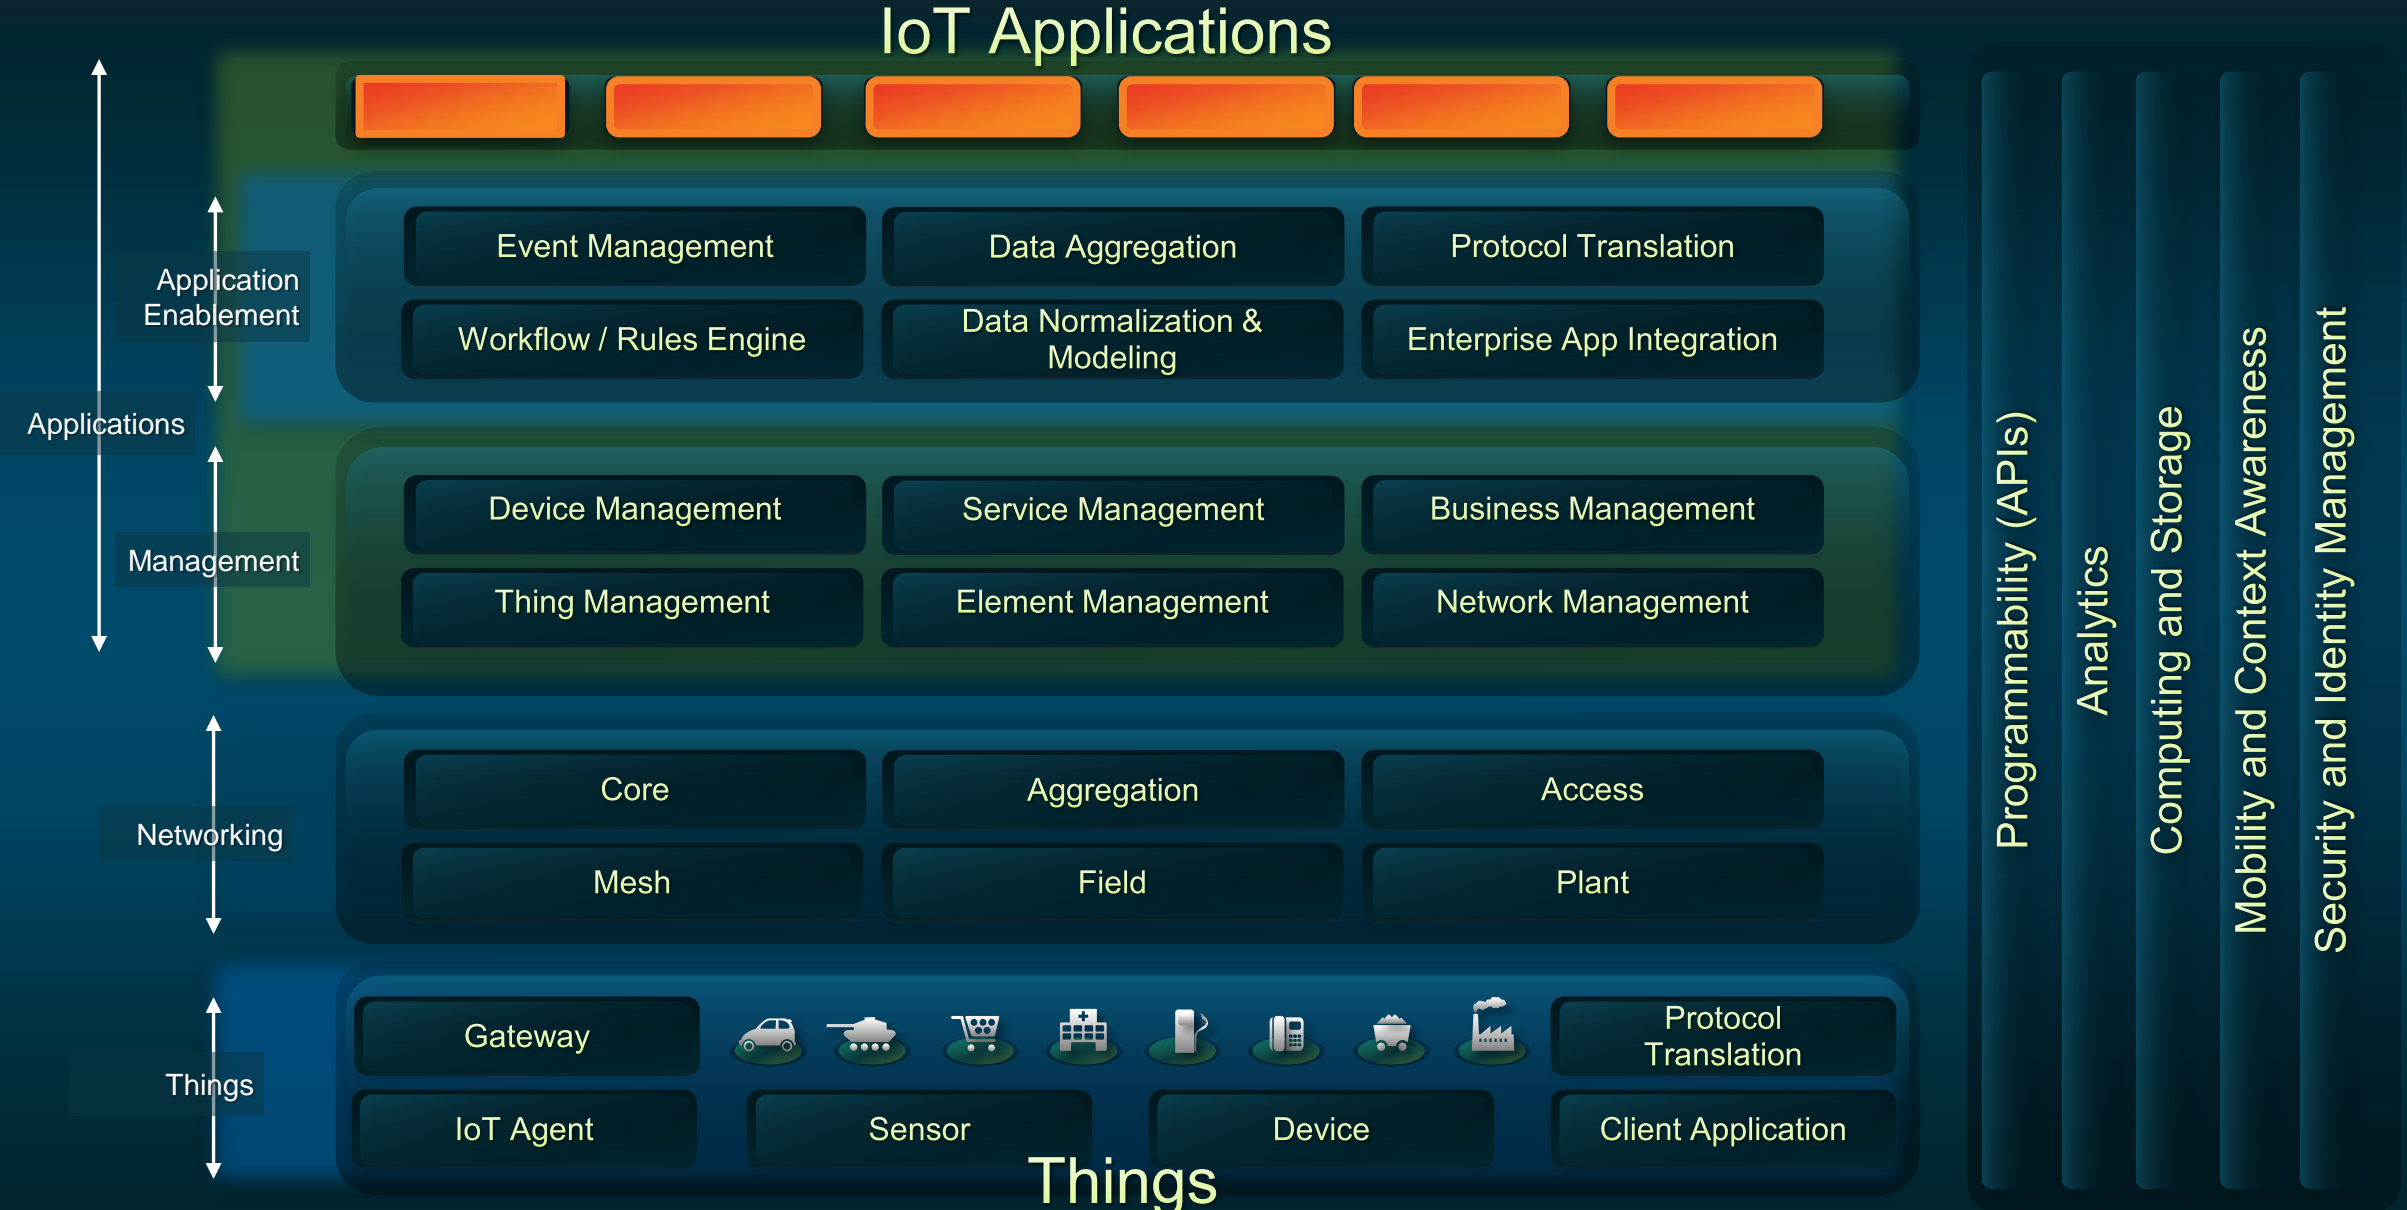 IoT Applications
Application
Enablement
Event Management
Data Aggregation
Protocol Translation
Workflow / Rules Engine
Data Normalization &
Modeling
Enterprise App Integration
Applications
Management
Device Management
Service Management
Business Management
Thing Management
Element Management
Network Management
Networking
Core
Aggregation
Access
Mesh
Field
Plant
Things
Gateway
Protocol
Translation
IoT Agent
Sensor
Device
Client Application
Things
Programmability (APIs)
Analytics
Computing and Storage
Mobility and Context Awareness
Security and Identity Management